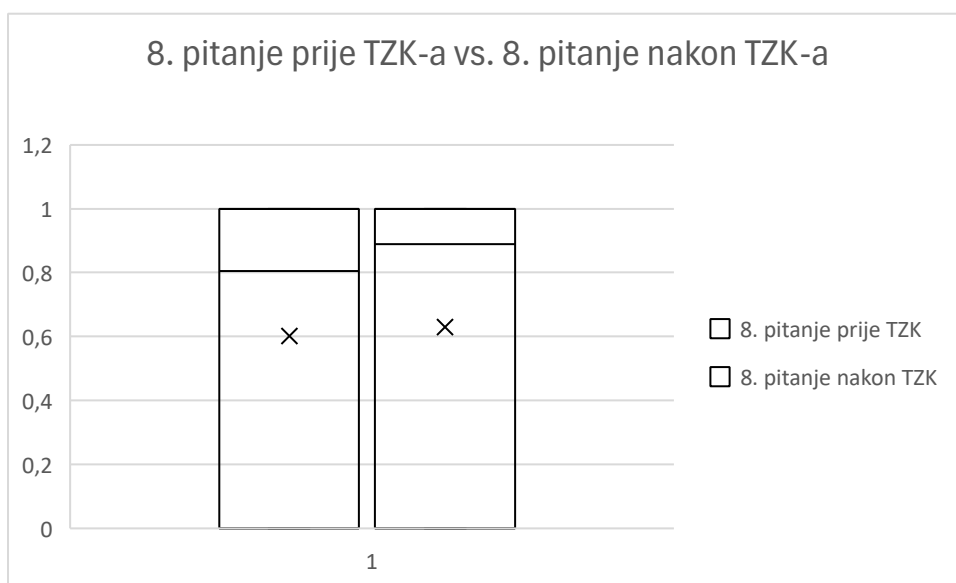 8. pitanje prije TZK-a vs. 8. pitanje nakon TZK-a
1,2
1
0,8
0,6
0,4
0,2
0
1
8. pitanje prije TZK
8. pitanje nakon TZK